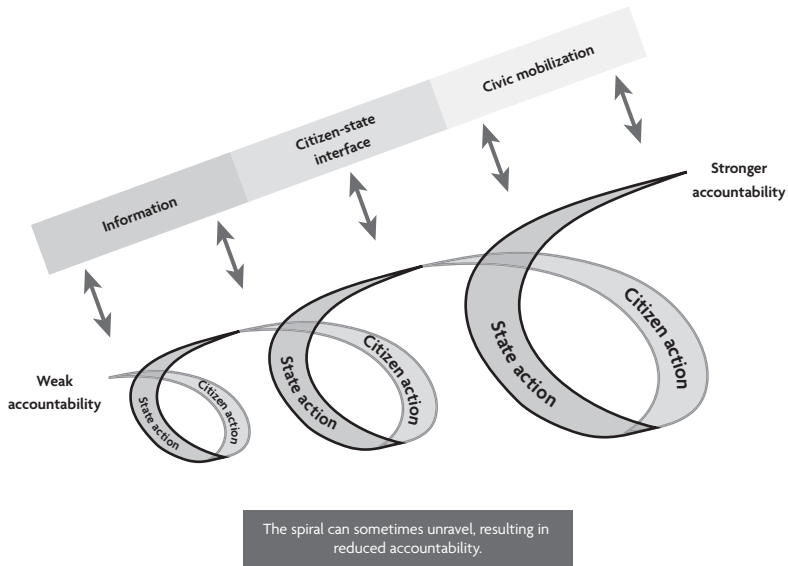 Civic mobilization
Citizen-state
interface
Information
Stronger
accountability
Weak
accountability
State action
Citizen action
State action
Citizen action
State action
Citizen action
The spiral can sometimes unravel, resulting in
reduced accountability.